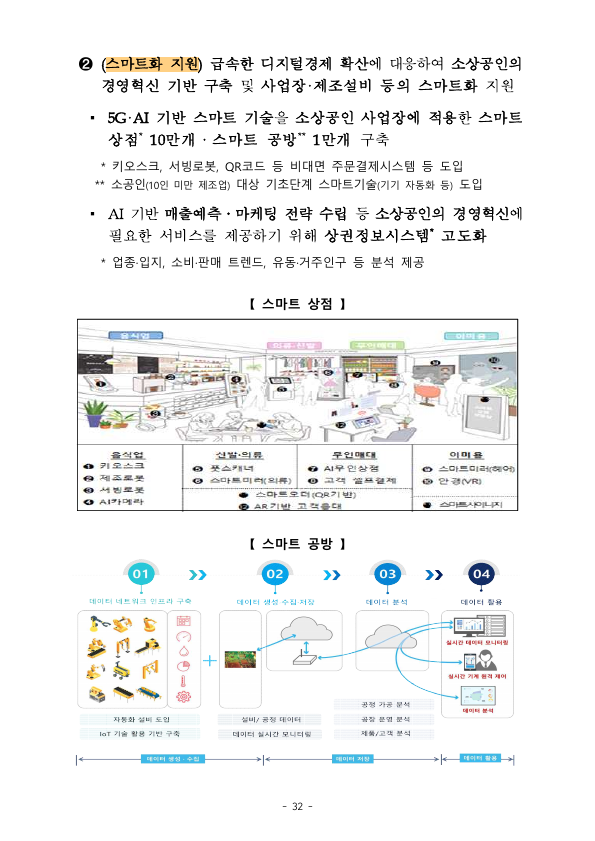 ❷ (스마트화 지원) 급속한 디지털경제 확산에 대응하여 소상공인의
경영혁신 기반 구축 및 사업장·제조설비 등의 스마트화 지원
▪ 5G·AI 기반 스마트 기술을 소상공인 사업장에 적용한 스마트
상점* 10만개 · 스마트 공방** 1만개 구축
* 키오스크, 서빙로봇, QR코드 등 비대면 주문결제시스템 등 도입
** 소공인(10인 미만 제조업) 대상 기초단계 스마트기술(기기 자동화 등) 도입
▪ AI 기반 매출예측·마케팅 전략 수립 등 소상공인의 경영혁신에
필요한 서비스를 제공하기 위해 상권정보시스템* 고도화
* 업종·입지, 소비·판매 트렌드, 유동·거주인구 등 분석 제공
【 스마트 상점 】
음식업 의류·신발 무인매대 이미용
음식업 신발·의류 무인매대 이미용
❶ 키오스크 ❺ 풋스캐너 ❼ AI무인상점 스마트미러(헤어)
❷ 제조로봇 ❻ 스마트미러(의류) ❽ 고객 셀프결제 ❿ 안경(VR)
❸ 서빙로봇 스마트오더(QR기반)
❹ AI카메라 ⓬ AR기반 고객응대 스마트사이니지
【 스마트 공방 】
01 02 03 04
데이터 네트워크 인프라 구축 데이터 생성·수집·저장 데이터 분석 데이터 활용
실시간 데이터 모니터링
실시간 기계 원격 제어
데이터 분석
공정 가공 분석
자동화 설비 도입 설비/ 공정 데이터 공장 운영 분석
IoT 기술 활용 기반 구축 데이터 실시간 모니터링 제품/고객 분석
데이터 생성 · 수집 데이터 저장 데이터 활용
- 32 -